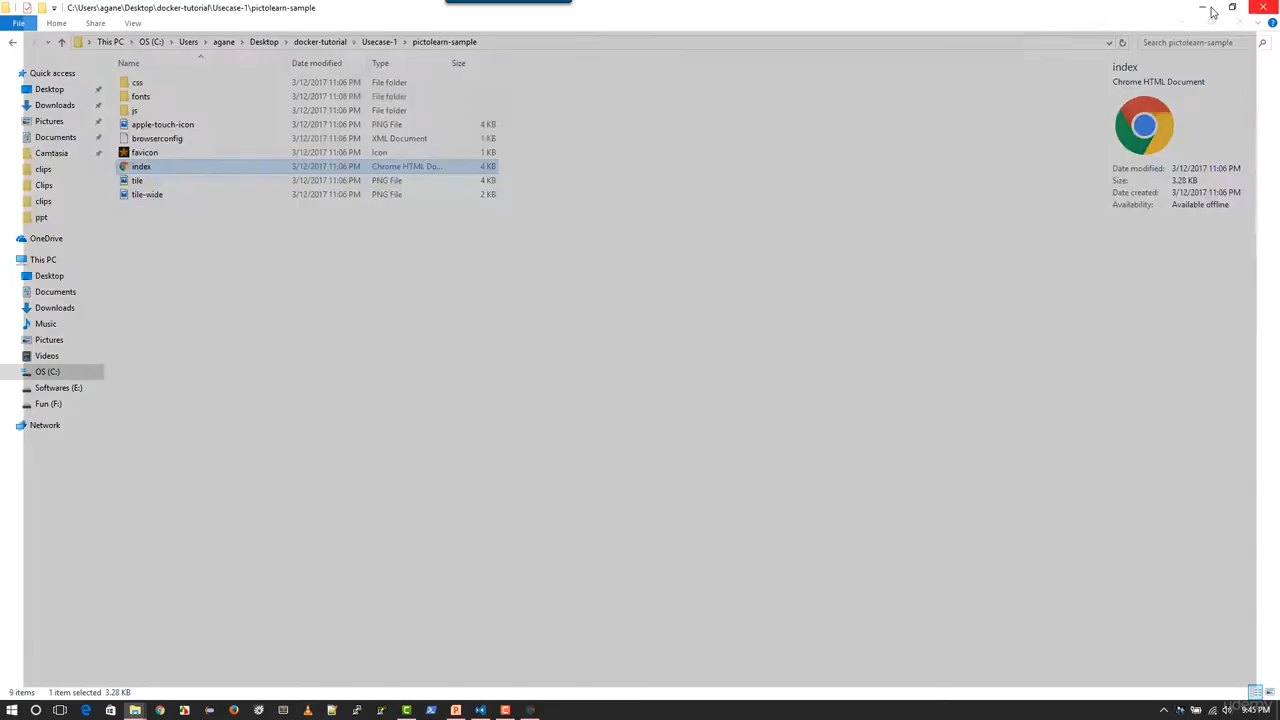 C:\Users\agane\Desktop\docker-tutorial\Usecase-1\pictolearn-sample
File Home Share View
This PC OS (C:) Users agane Desktop docker-tutorial Usecase-1 pictolearn-sample Search pictolearn-sample
Name Date modified Type Size
Quick access
Desktop
Downloads
Pictures
Documents
Camtasia
clips
Clips
clips
ppt
OneDrive
This PC
Desktop
Documents
Downloads
Music
Pictures
Videos
OS (C:)
Softwares (E:)
Fun (F:)
Network
css 3/12/2017 11:06 PM File folder
fonts 3/12/2017 11:06 PM File folder
js 3/12/2017 11:06 PM File folder
apple-touch-icon 3/12/2017 11:06 PM PNG File 4 KB
browserconfig 3/12/2017 11:06 PM XML Document 1 KB
favicon 3/12/2017 11:06 PM Icon 1 KB
index 3/12/2017 11:06 PM Chrome HTML Do... 4 KB
tile 3/12/2017 11:06 PM PNG File 4 KB
tile-wide 3/12/2017 11:06 PM PNG File 2 KB
index
Chrome HTML Document
Date modified: 3/12/2017 11:06 PM
Size: 3.28 KB
Date created: 3/12/2017 11:06 PM
Availability: Available offline
9 items 1 item selected 3.28 KB
udemy
9:45 PM